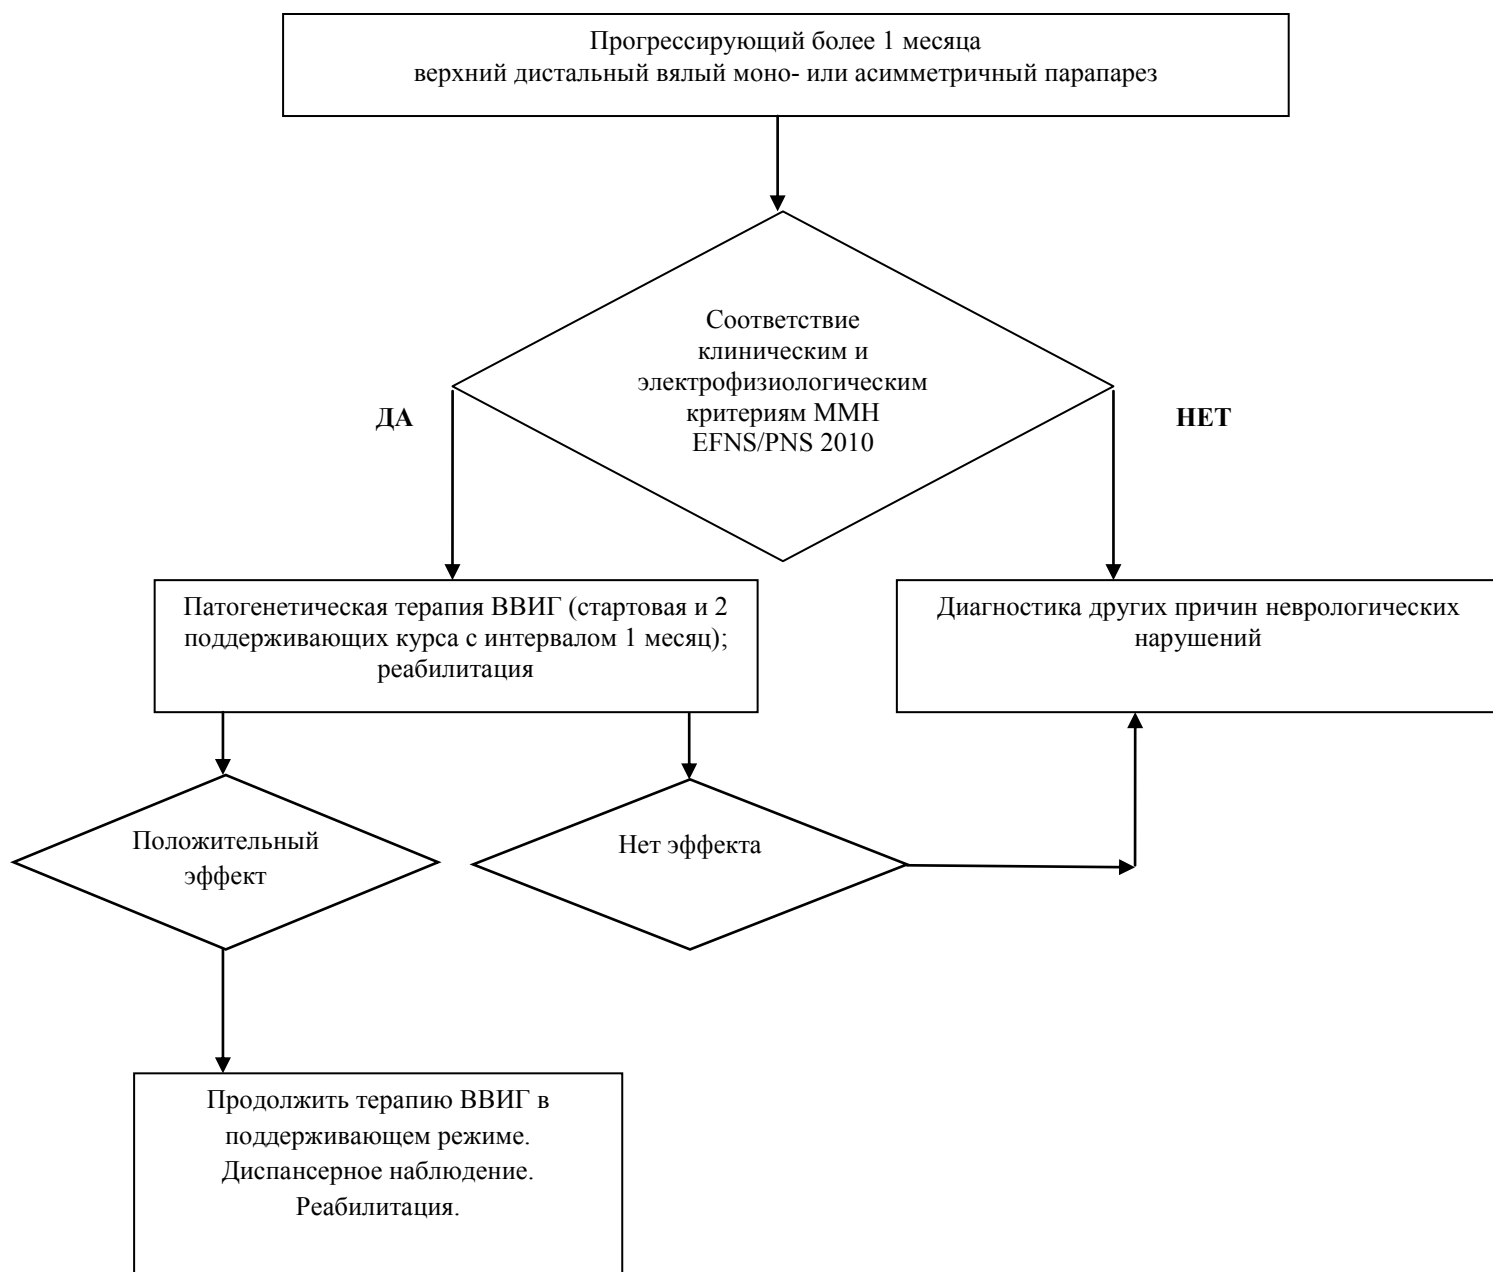 Прогрессирующий более 1 месяца
верхний дистальный вялый моно- или асимметричный парапарез
Соответствие
клиническим и
электрофизиологическим
критериям ММН
EFNS/PNS 2010
ДА
НЕТ
Патогенетическая терапия ВВИГ (стартовая и 2
поддерживающих курса с интервалом 1 месяц);
реабилитация
Диагностика других причин неврологических
нарушений
Положительный
эффект
Нет эффекта
Продолжить терапию ВВИГ в
поддерживающем режиме.
Диспансерное наблюдение.
Реабилитация.